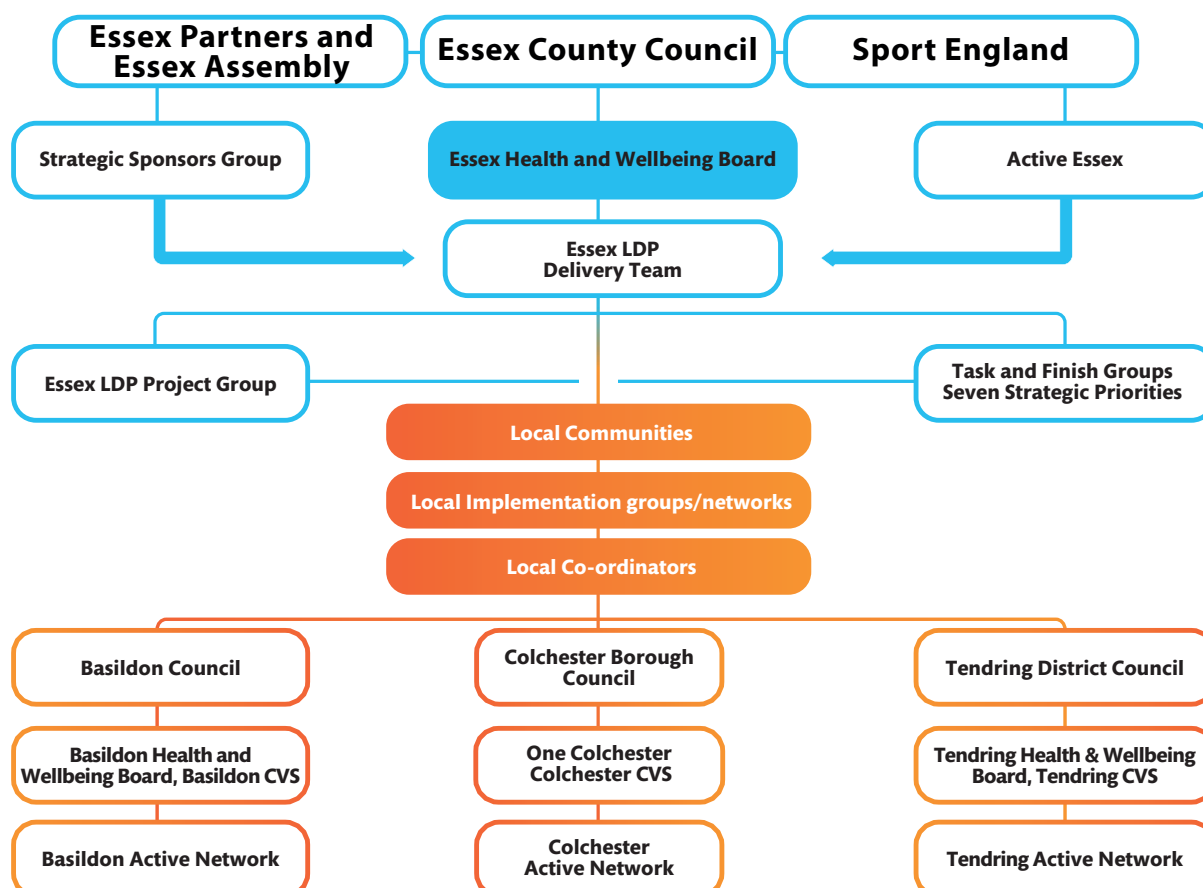 Essex Partners and
Essex Assembly
Essex County Council
Sport England
Strategic Sponsors Group
Essex Health and Wellbeing Board
Active Essex
Essex LDP
Delivery Team
Essex LDP Project Group
Task and Finish Groups
Seven Strategic Priorities
Local Communities
Local Implementation groups/networks
Local Co-ordinators
Basildon Council
Colchester Borough
Council
Tendring District Council
Basildon Health and
Wellbeing Board, Basildon CVS
One Colchester
Colchester CVS
Tendring Health & Wellbeing
Board, Tendring CVS
Basildon Active Network
Colchester
Active Network
Tendring Active Network